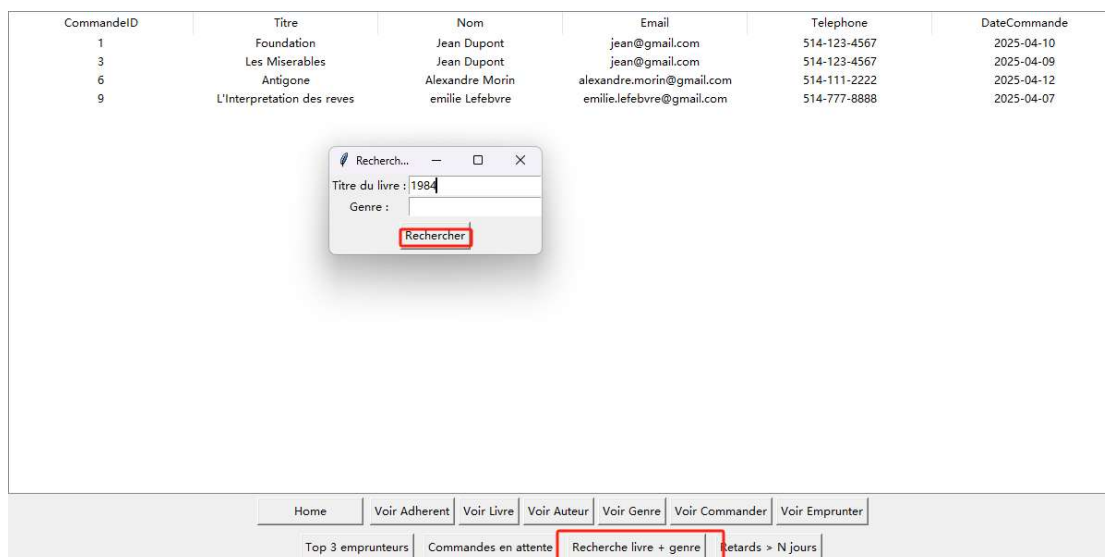 CommandeID Titre Nom Email Telephone DateCommande
1 Foundation Jean Dupont jean@gmail.com 514-123-4567 2025-04-10
3 Les Miserables Jean Dupont jean@gmail.com 514-123-4567 2025-04-09
6 Antigone Alexandre Morin alexandre.morin@gmail.com 514-111-2222 2025-04-12
9 L'Interpretation des reves emilie Lefebvre emilie.lefebvre@gmail.com 514-777-8888 2025-04-07
Recherch...
Titre du livre : 1984
Genre :
Rechercher
Home Voir Adherent Voir Livre Voir Auteur Voir Genre Voir Commander Voir Emprunter
Top 3 emprunteurs Commandes en attente Recherche livre + genre Retards > N jours